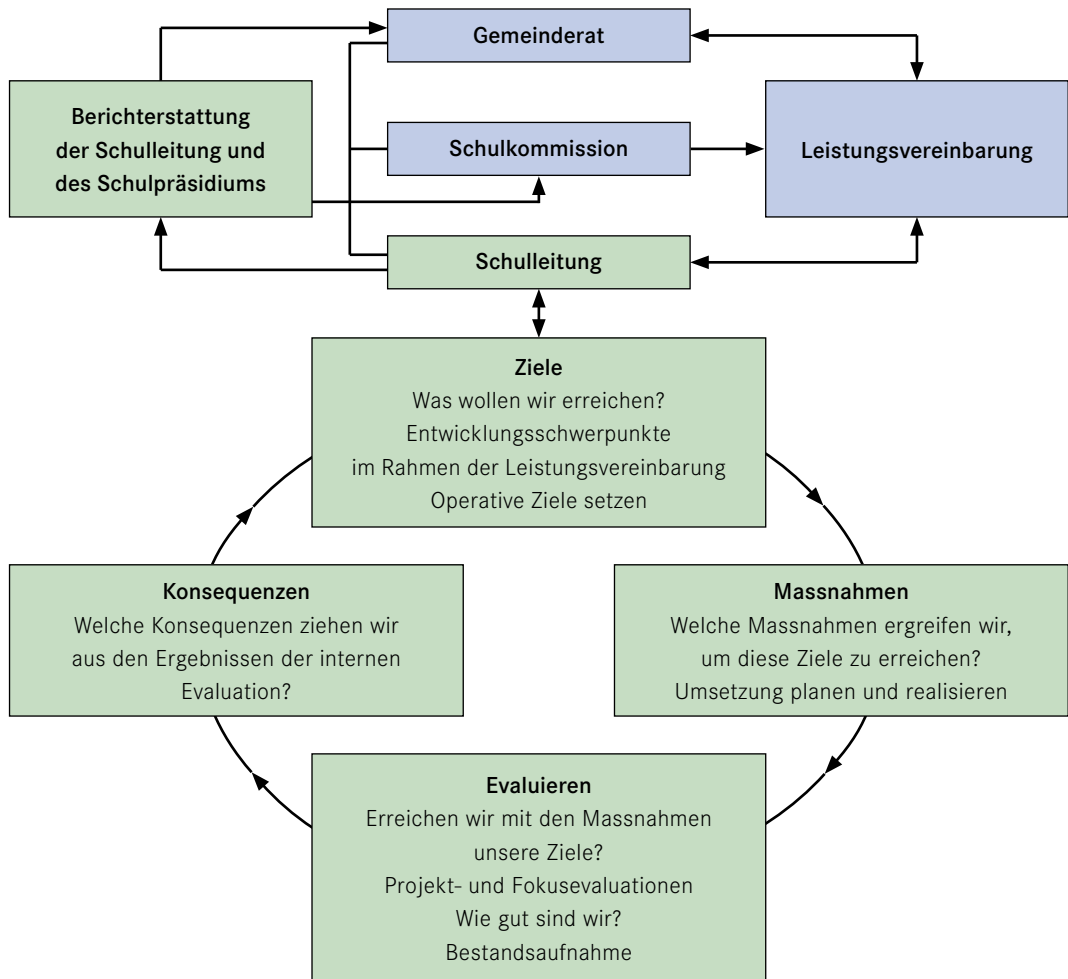 Gemeinderat
Berichterstattung
der Schulleitung und
des Schulpräsidiums
Schulkommission
Leistungsvereinbarung
Schulleitung
Ziele
Was wollen wir erreichen?
Entwicklungsschwerpunkte
im Rahmen der Leistungsvereinbarung
Operative Ziele setzen
Konsequenzen
Welche Konsequenzen ziehen wir
aus den Ergebnissen der internen
Evaluation?
Massnahmen
Welche Massnahmen ergreifen wir,
um diese Ziele zu erreichen?
Umsetzung planen und realisieren
Evaluieren
Erreichen wir mit den Massnahmen
unsere Ziele?
Projekt- und Fokusevaluationen
Wie gut sind wir?
Bestandsaufnahme